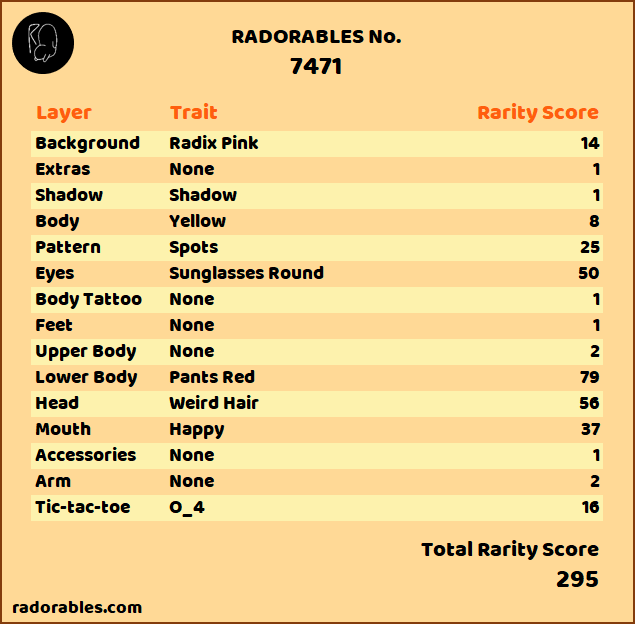 RADORABLES No.
7471
Layer Trait Rarity Score
Background Radix Pink 14
Extras None 1
Shadow Shadow 1
Body Yellow 8
Pattern Spots 25
Eyes Sunglasses Round 50
Body Tattoo None 1
Feet None 1
Upper Body None 2
Lower Body Pants Red 79
Head Weird Hair 56
Mouth Happy 37
Accessories None 1
Arm None 2
Tic-tac-toe O_4 16
Total Rarity Score
295
radorables.com